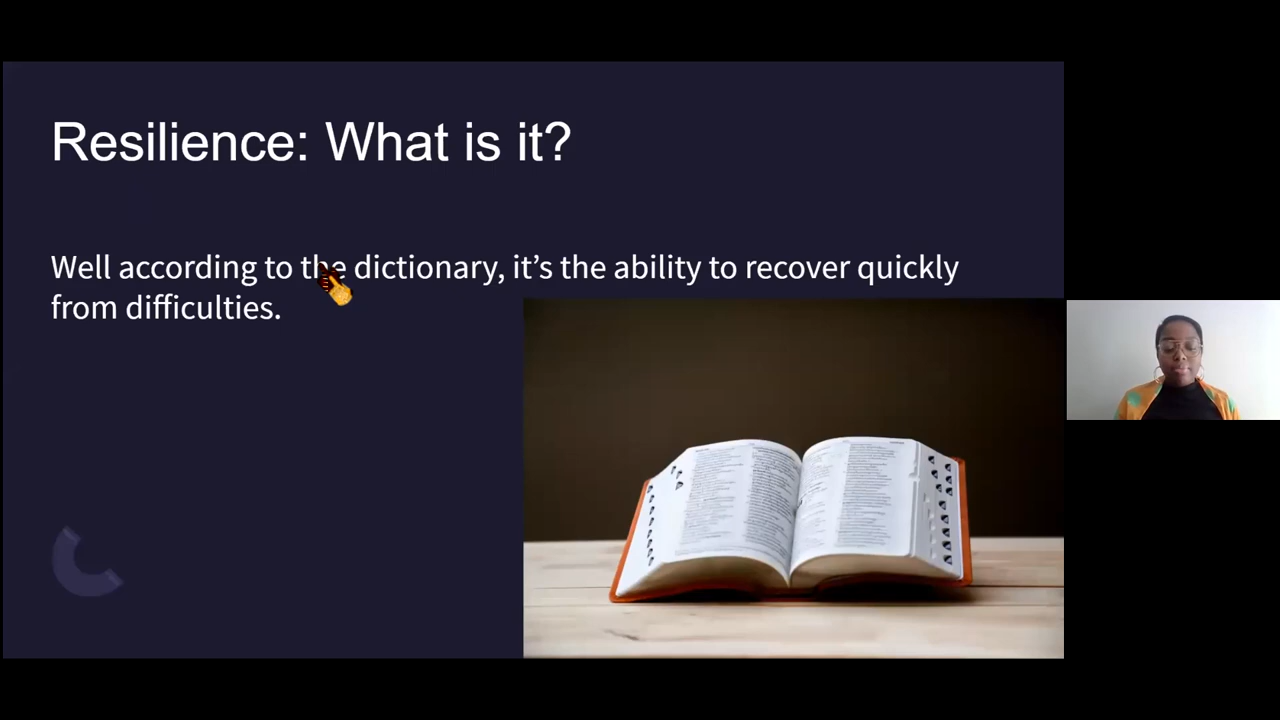 Resilience: What is it?
Well according to the dictionary, it’s the ability to recover quickly
from difficulties.